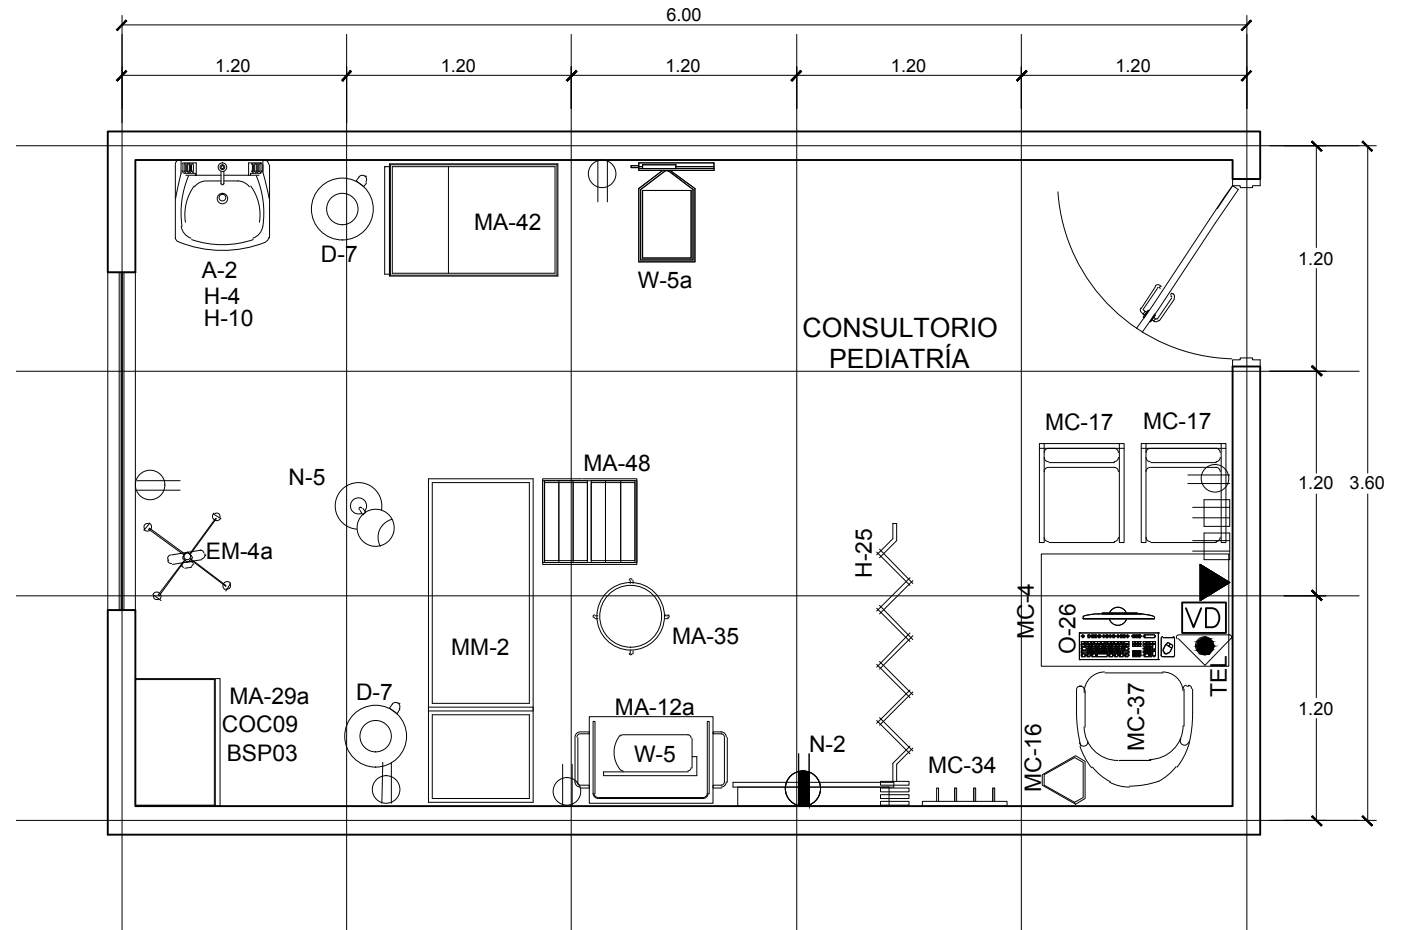 6.00
1.20
1.20
1.20
1.20
1.20
MA-42
D-7
A-2
H-4
H-10
W-5a
1.20
CONSULTORIO
PEDIATRÍA
MC-17
MC-17
MA-48
N-5
1.20
3.60
EM-4a
H-25
MC-4
O-26
VD
MA-35
MM-2
TEL
MA-29a
COC09
BSP03
D-7
MA-12a
W-5
N-2
MC-34
MC-16
MC-37
1.20